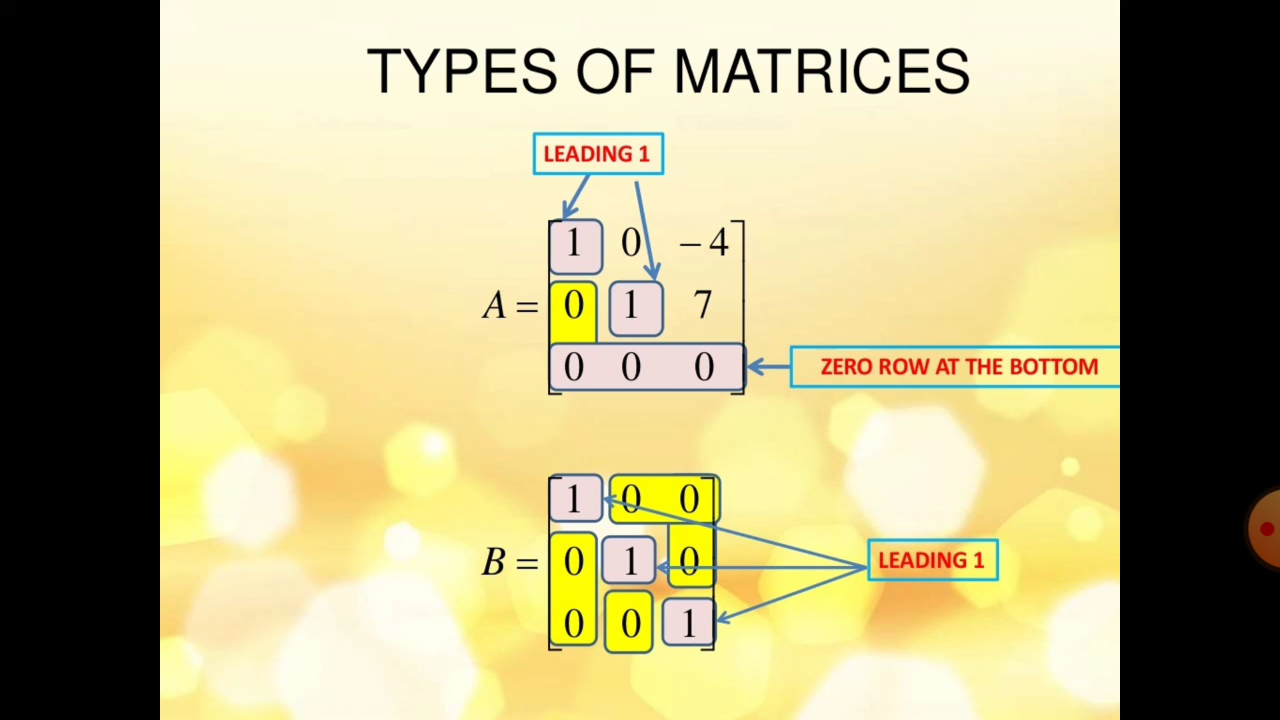 TYPES OF MATRICES
LEADING 1
1 0 – 4
A = 0 1 7
0 0 0
ZERO ROW AT THE BOTTOM
1 0 0
B = 0 1 0
LEADING 1
0 0 1